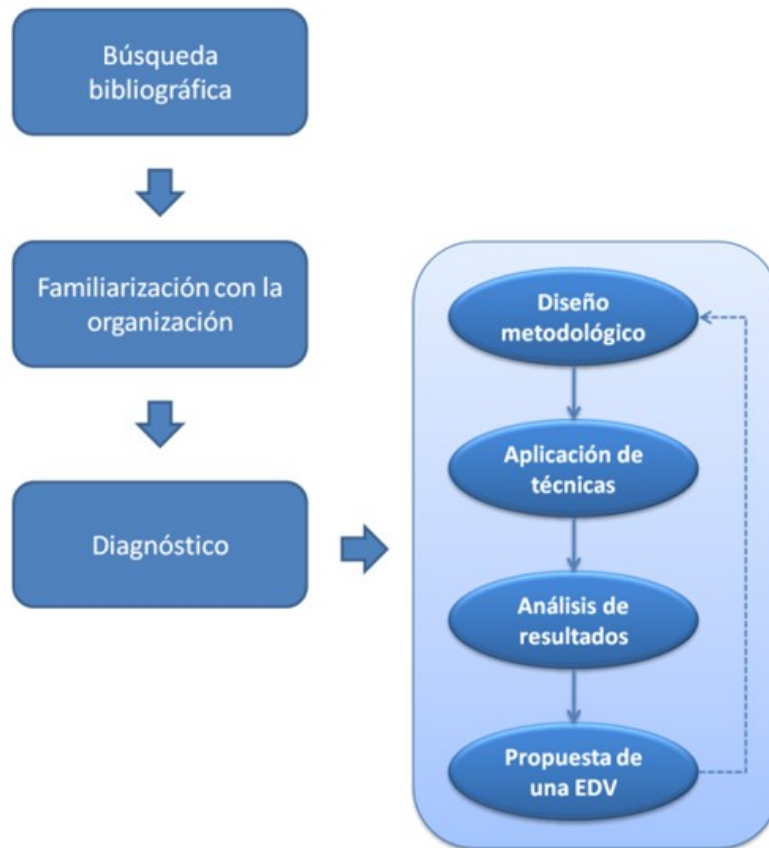 Búsqueda
bibliográfica
Familiarización con la
organización
Diagnóstico
Diseño
metodológico
Aplicación de
técnicas
Análisis de
resultados
Propuesta de
una EDV